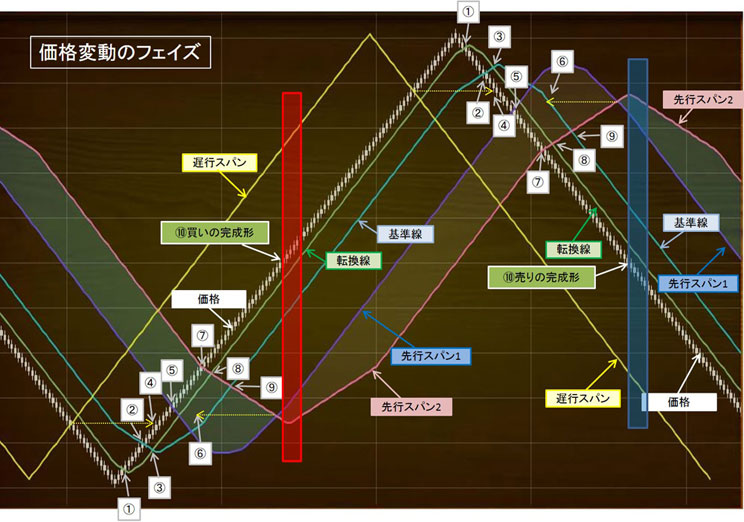 価格変動のフェイズ
①
③
⑤
⑥
②
④
⑨
⑧
⑦
先行スパン2
遅行スパン
⑩買いの完成形
転換線
基準線
価格
転換線
基準線
⑩売りの完成形
先行スパン1
⑦
⑧
⑨
⑤
④
②
⑥
③
①
先行スパン1
先行スパン2
遅行スパン
価格